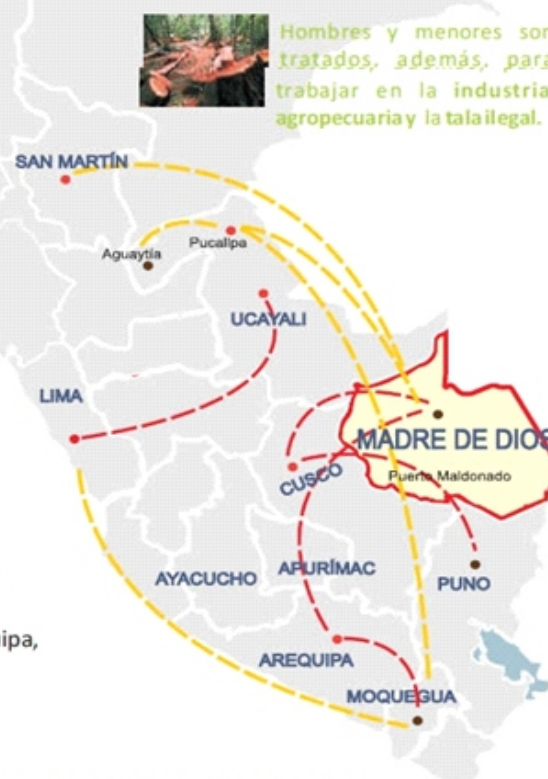 Hombres y menores son
tratados, además, para
trabajar en la industria
agropecuaria y la tala ilegal.
SAN MARTÍN
Pucallpa
Aguaytía
UCAYALI
LIMA
MADRE DE DIOS
CUSCO
Puerto Maldonado
APURÍMAC
AYACUCHO
PUNO
uipa,
AREQUIPA
MOQUEGUA